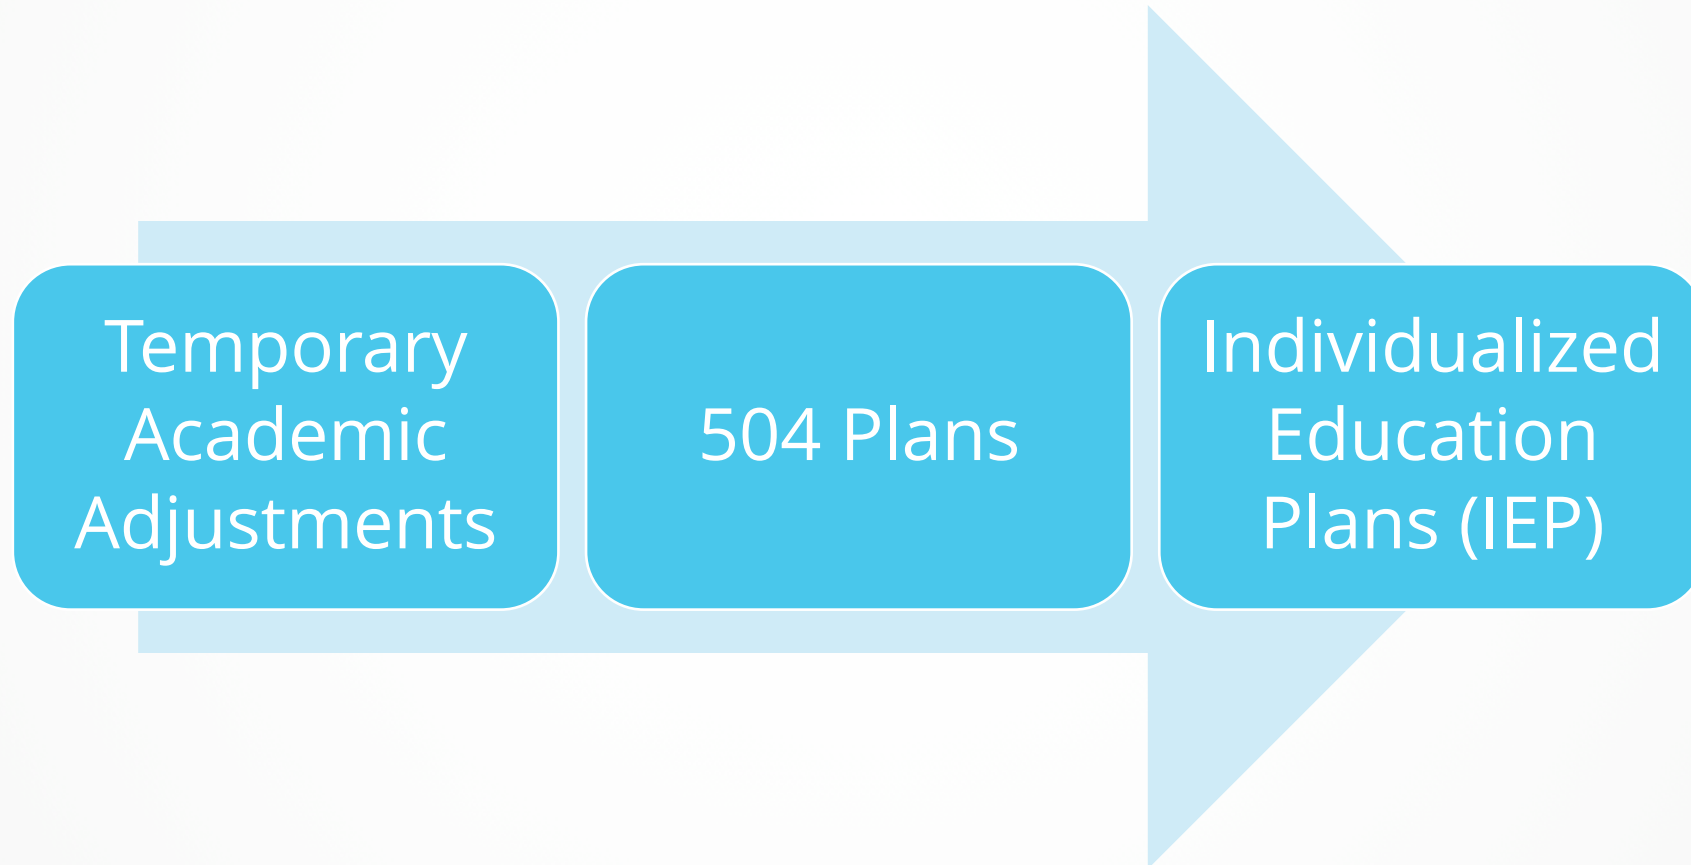 Temporary
Academic
Adjustments
504 Plans
Individualized
Education
Plans (IEP)